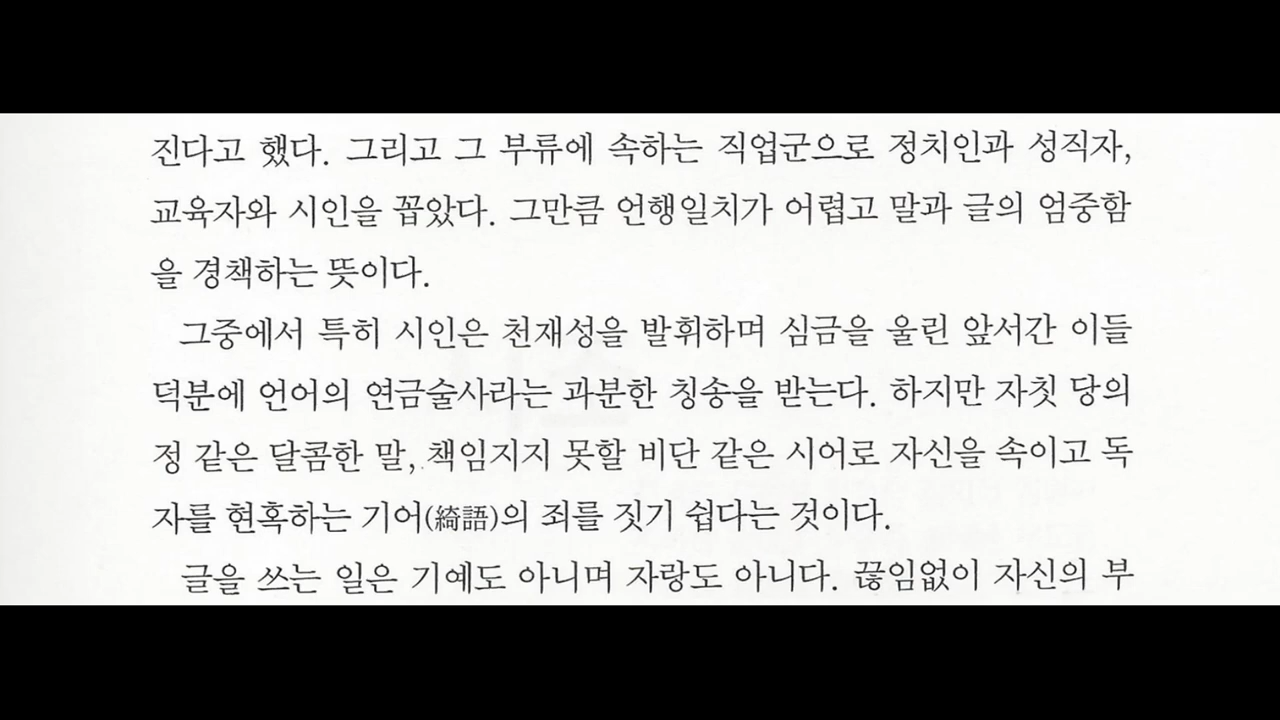 진다고 했다. 그리고 그 부류에 속하는 직업군으로 정치인과 성직자,
교육자와 시인을 꼽았다. 그만큼 언행일치가 어렵고 말과 글의 엄중함
을 경책하는 뜻이다.
그중에서 특히 시인은 천재성을 발휘하며 심금을 울린 앞서간 이들
덕분에 언어의 연금술사라는 과분한 칭송을 받는다. 하지만 자칫 당의
정 같은 달콤한 말, 책임지지 못할 비단 같은 시어로 자신을 속이고 독
자를 현혹하는 기어(綺語)의 죄를 짓기 쉽다는 것이다.
글을 쓰는 일은 기예도 아니며 자랑도 아니다. 끊임없이 자신의 부